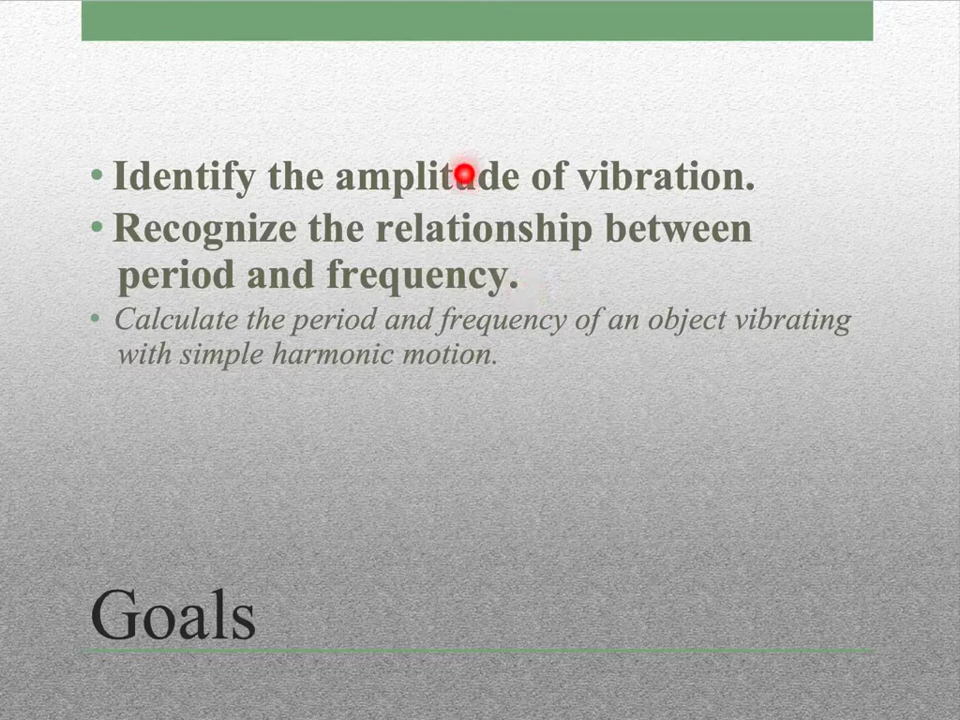 • Identify the amplitude of vibration.
• Recognize the relationship between
period and frequency.
• Calculate the period and frequency of an object vibrating
with simple harmonic motion.
Goals